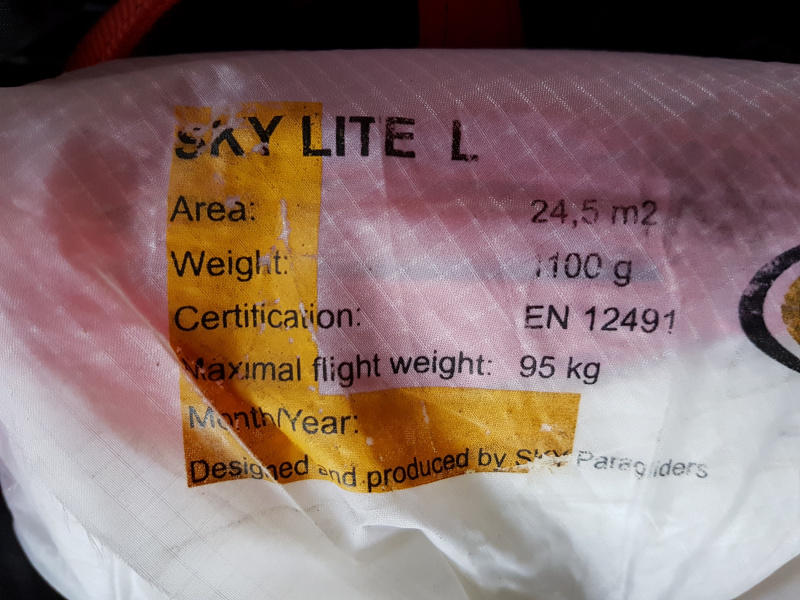 SKY LITE L
Area: 24,5 m2
Weight: 1100 g
Certification: EN 12491
Maximal flight weight: 95 kg
Month/Year:
Designed and produced by SKY Paragliders